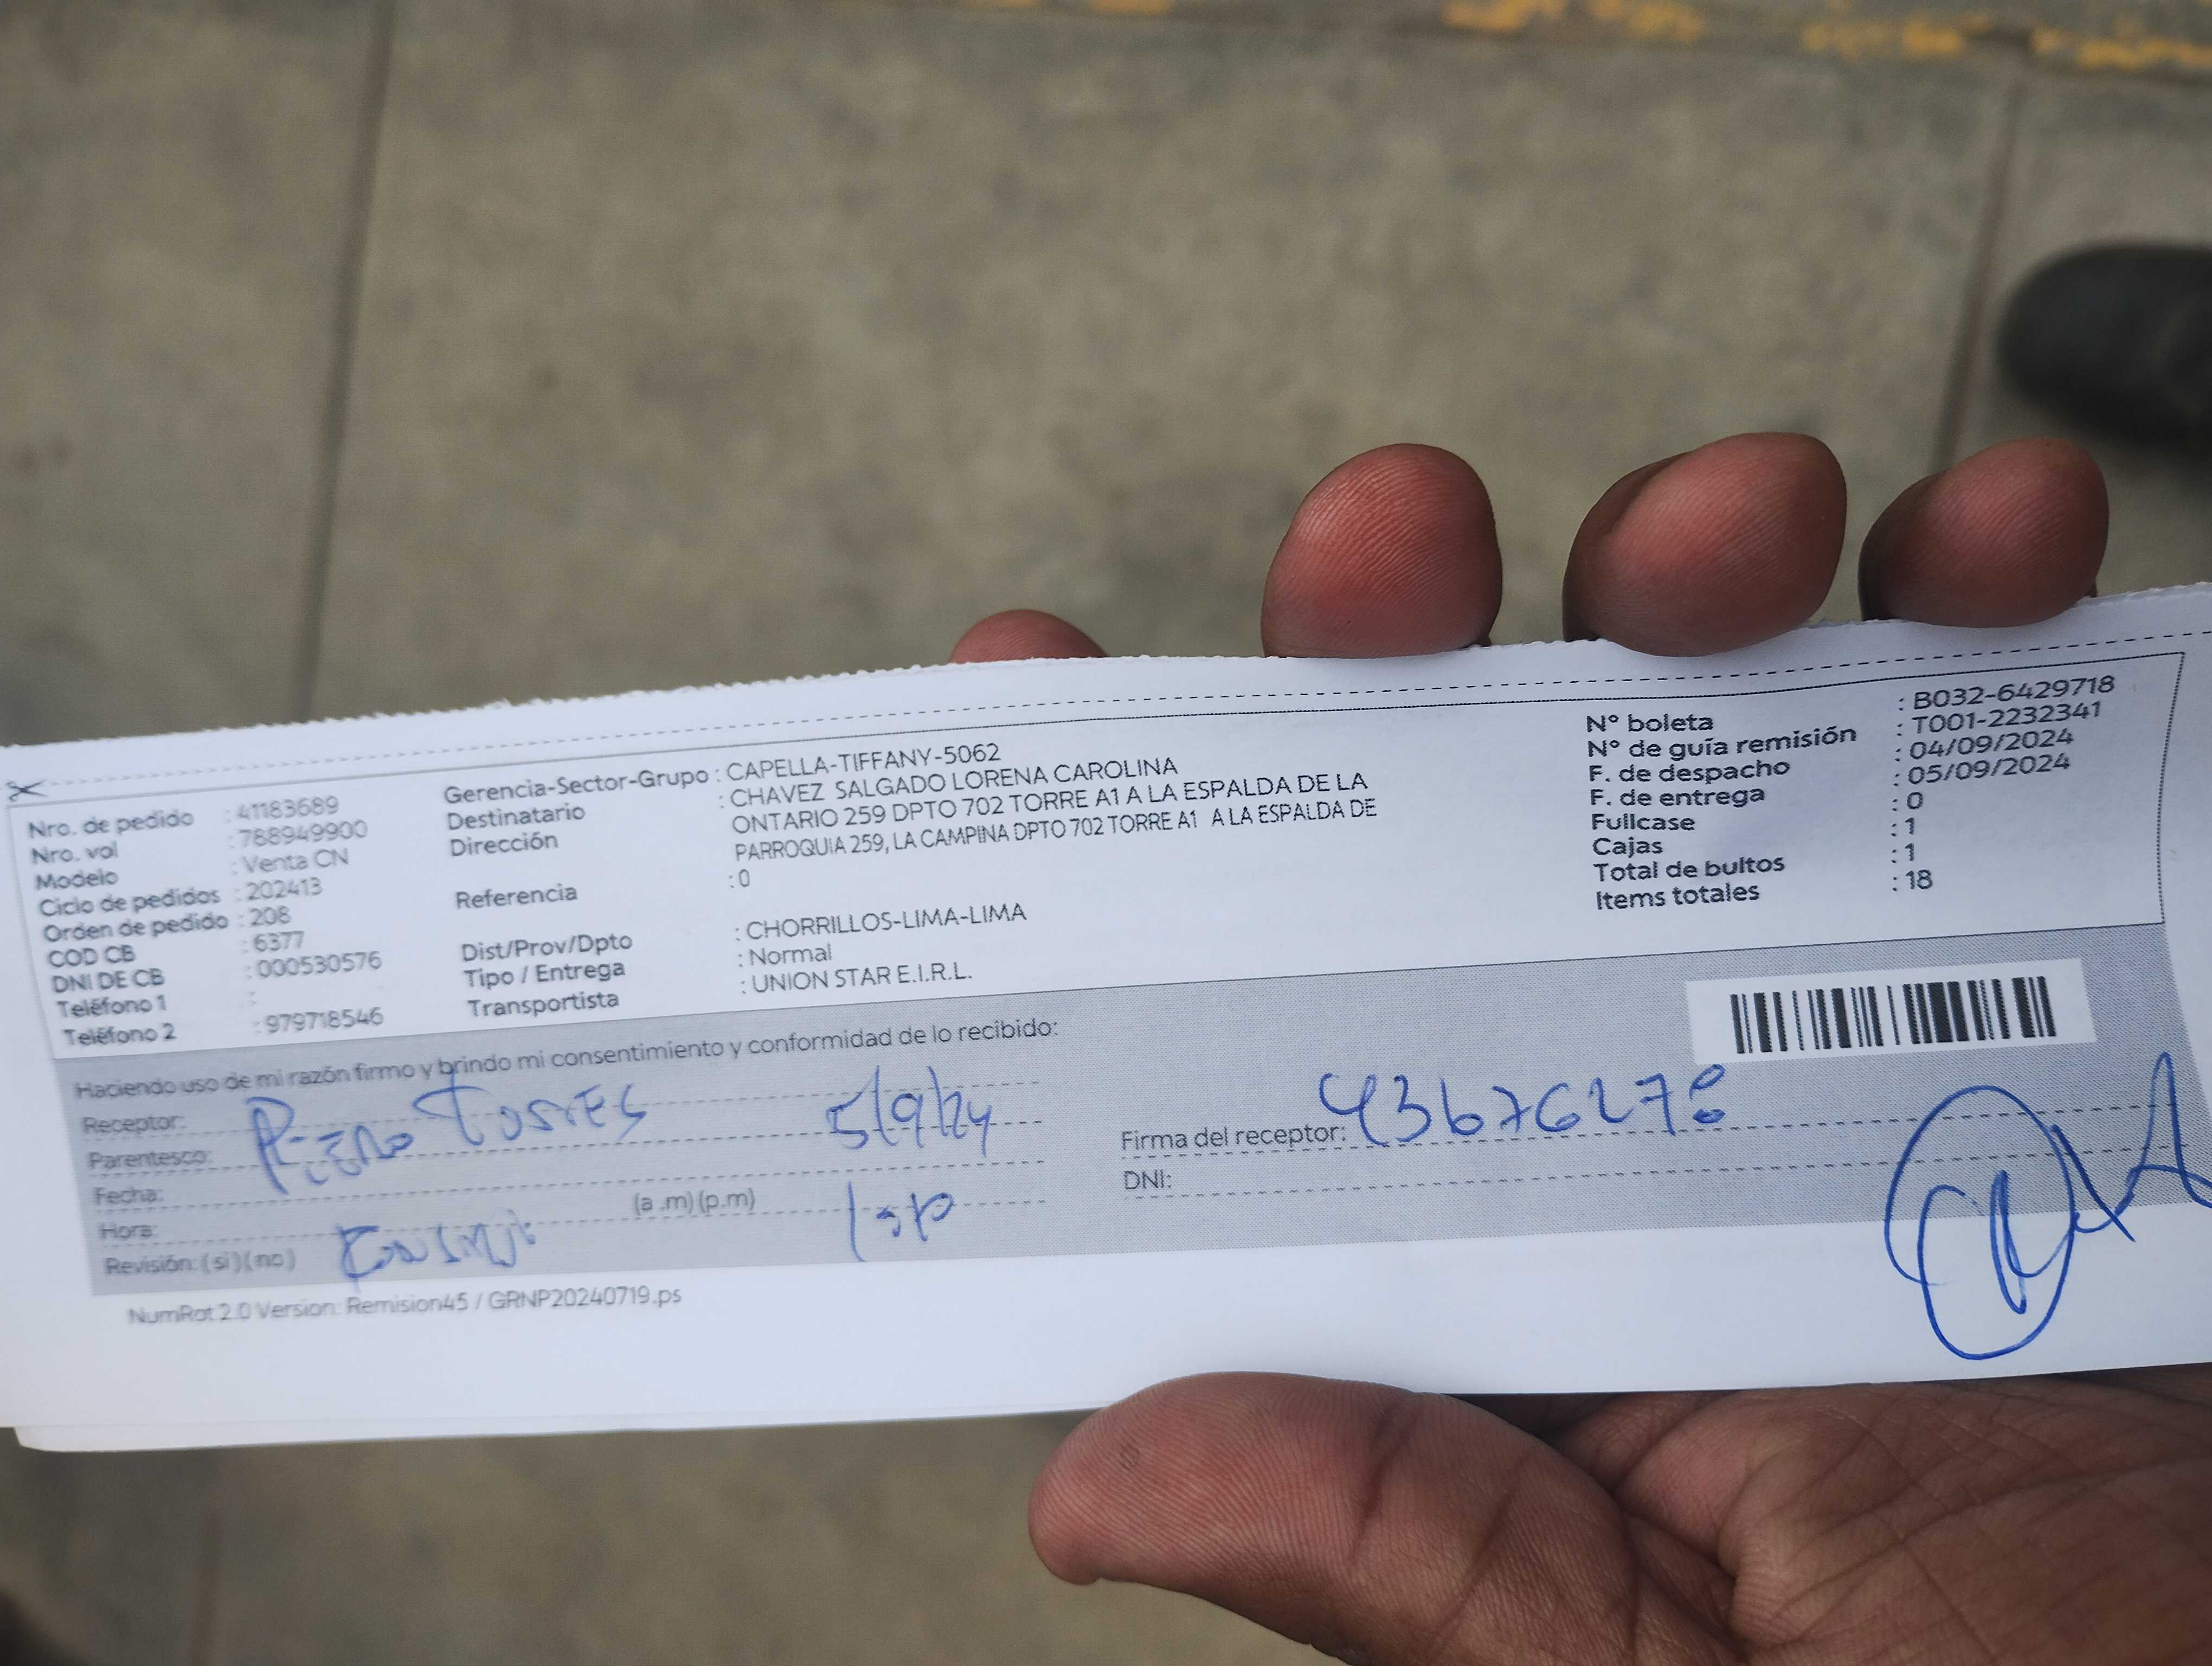 Nro. de pedido : 41183689
Nro. vol : 788949900
Modelo : Venta CN
Ciclo de pedidos : 202413
Orden de pedido : 208
COD CB : 6377
DNI DE CB : 000530576
Teléfono 1 :
Teléfono 2 : 979718546
Gerencia-Sector-Grupo : CAPELLA-TIFFANY-5062
Destinatario : CHAVEZ SALGADO LORENA CAROLINA
Dirección ONTARIO 259 DPTO 702 TORRE A1 A LA ESPALDA DE LA
PARROQUIA 259, LA CAMPINA DPTO 702 TORRE A1 A LA ESPALDA DE
Referencia : 0
Dist/Prov/Dpto : CHORRILLOS-LIMA-LIMA
Tipo / Entrega : Normal
Transportista : UNION STAR E.I.R.L.
N° boleta : B032-6429718
N° de guía remisión : T001-2232341
F. de despacho : 04/09/2024
F. de entrega : 05/09/2024
Fullcase : 0
Cajas : 1
Total de bultos : 1
Items totales : 18
Haciendo uso de mi razón firmo y brindo mi consentimiento y conformidad de lo recibido:
Receptor: Piero Torres 5/9/24
Parentesco:
Fecha:
Hora: (a .m) (p.m)
Revisión: (si) (no)
Firma del receptor: 43676278
DNI:
NumRot 2.0 Version: Remision45 / GRNP20240719.ps